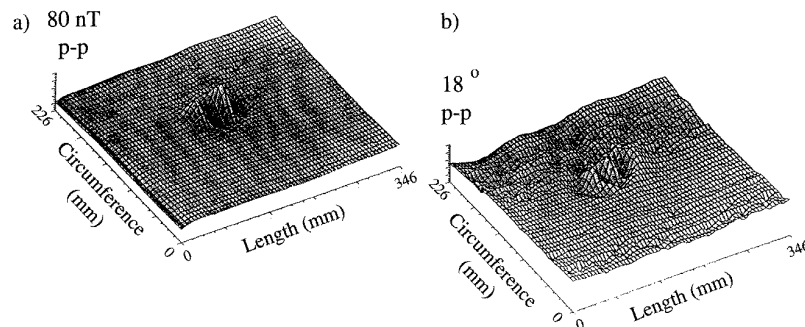 a) 80 nT
p-p
226
Circumference
(mm)
0
0
Length (mm)
346
b)
18 °
p-p
226
Circumference
(mm)
0
0
Length (mm)
346